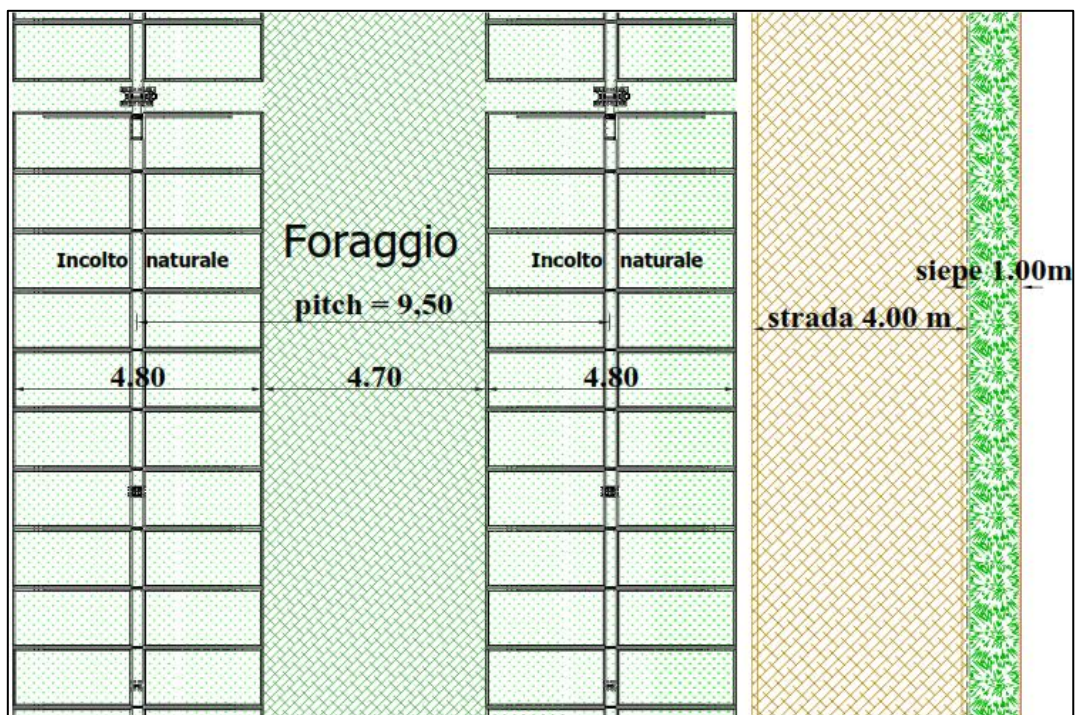 Foraggio
Incolto naturale
Incolto naturale
siepe 1.00m
pitch = 9,50
strada 4.00 m
4.80
4.70
4.80